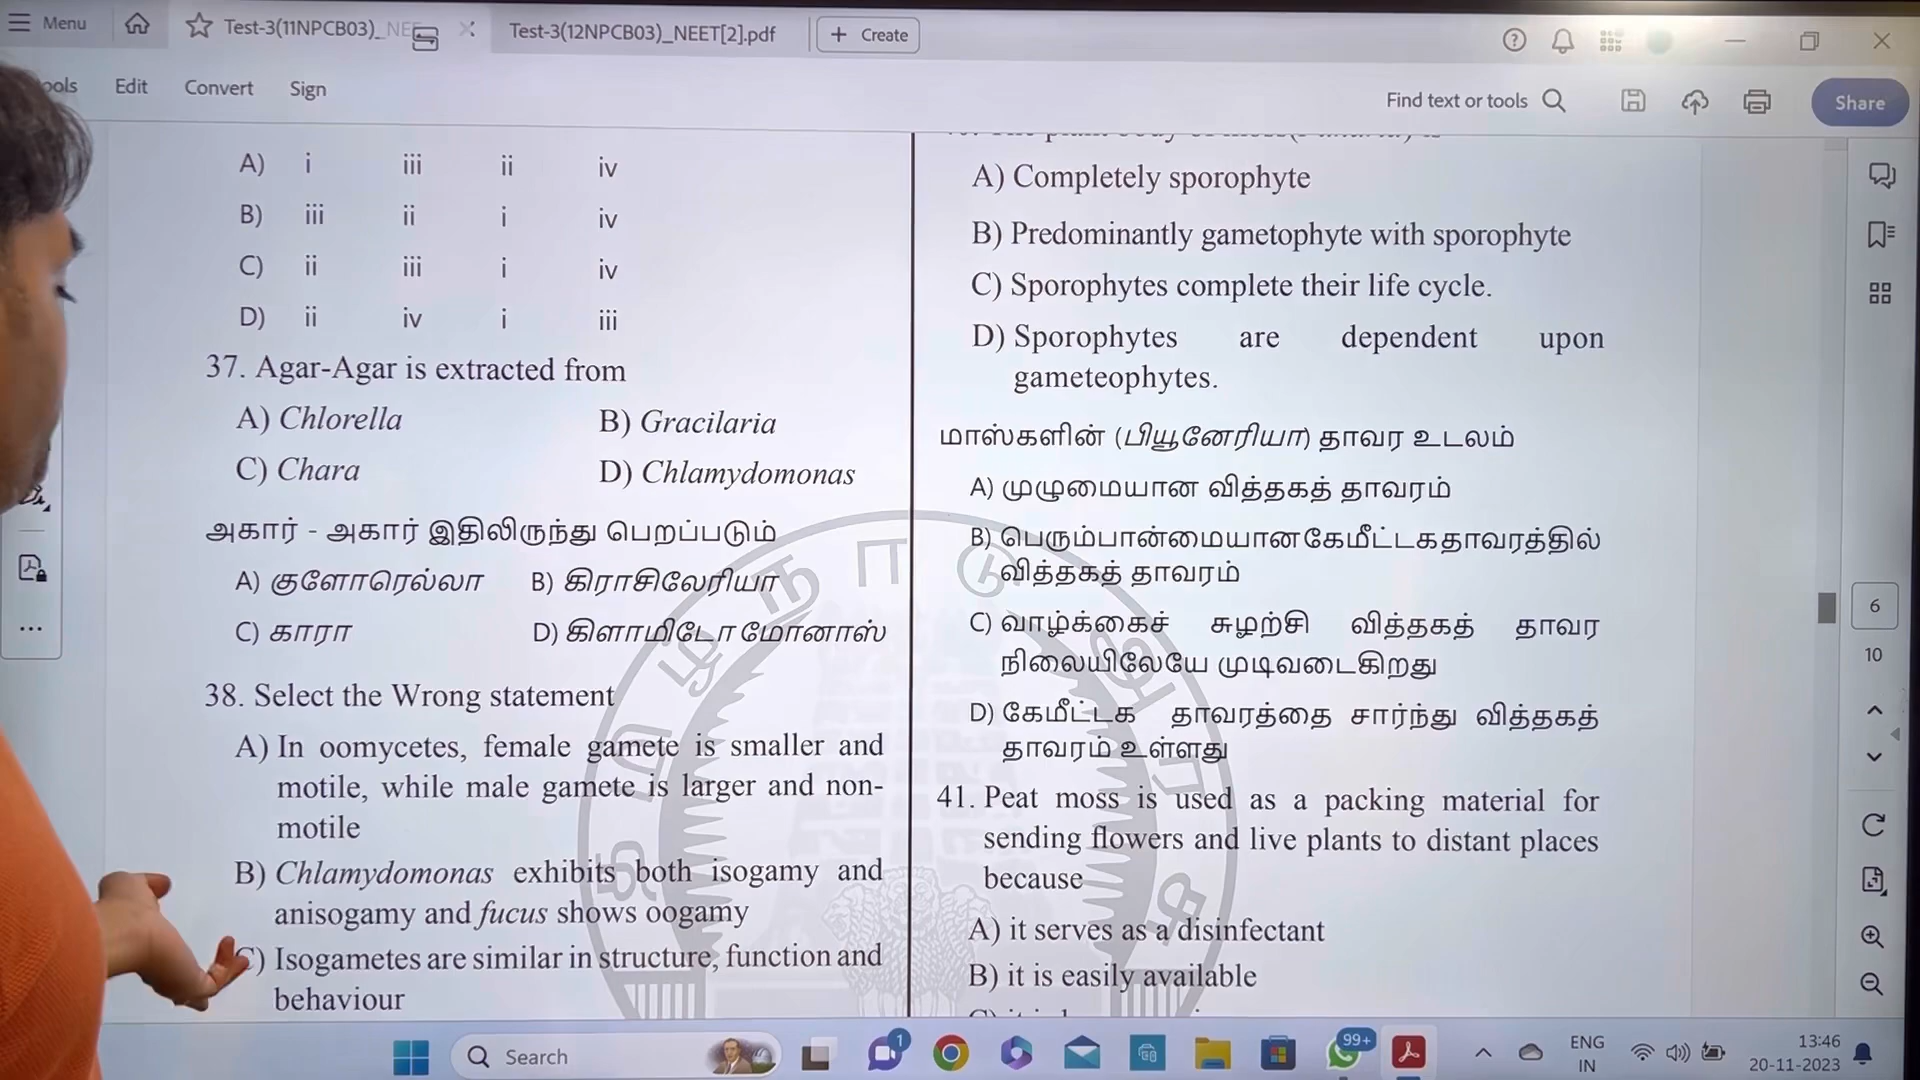 Menu
Test-3(11NPCB03)_NEE
Test-3(12NPCB03)_NEET[2].pdf
+ Create
Edit
Convert
Sign
Find text or tools
Share
A) i iii ii iv
B) iii ii i iv
C) ii iii i iv
D) ii iv i iii
37. Agar-Agar is extracted from
A) Chlorella B) Gracilaria
C) Chara D) Chlamydomonas
அகார் - அகார் இதிலிருந்து பெறப்படும்
A) குளோரெல்லா B) கிராசிலேரியா
C) காரா D) கிளாமிடோமோனாஸ்
38. Select the Wrong statement
A) In oomycetes, female gamete is smaller and
motile, while male gamete is larger and non-
motile
B) Chlamydomonas exhibits both isogamy and
anisogamy and fucus shows oogamy
C) Isogametes are similar in structure, function and
behaviour
A) Completely sporophyte
B) Predominantly gametophyte with sporophyte
C) Sporophytes complete their life cycle.
D) Sporophytes are dependent upon
gameteophytes.
மாஸ்களின் (பியூனேரியா) தாவர உடலம்
A) முழுமையான வித்தகத் தாவரம்
B) பெரும்பான்மையானகேமீட்டகதாவரத்தில்
வித்தகத் தாவரம்
C) வாழ்க்கைச் சுழற்சி வித்தகத் தாவர
நிலையிலேயே முடிவடைகிறது
D) கேமீட்டக தாவரத்தை சார்ந்து வித்தகத்
தாவரம் உள்ளது
41. Peat moss is used as a packing material for
sending flowers and live plants to distant places
because
A) it serves as a disinfectant
B) it is easily available
6
10
Search
1
99+
ENG
IN
13:46
20-11-2023